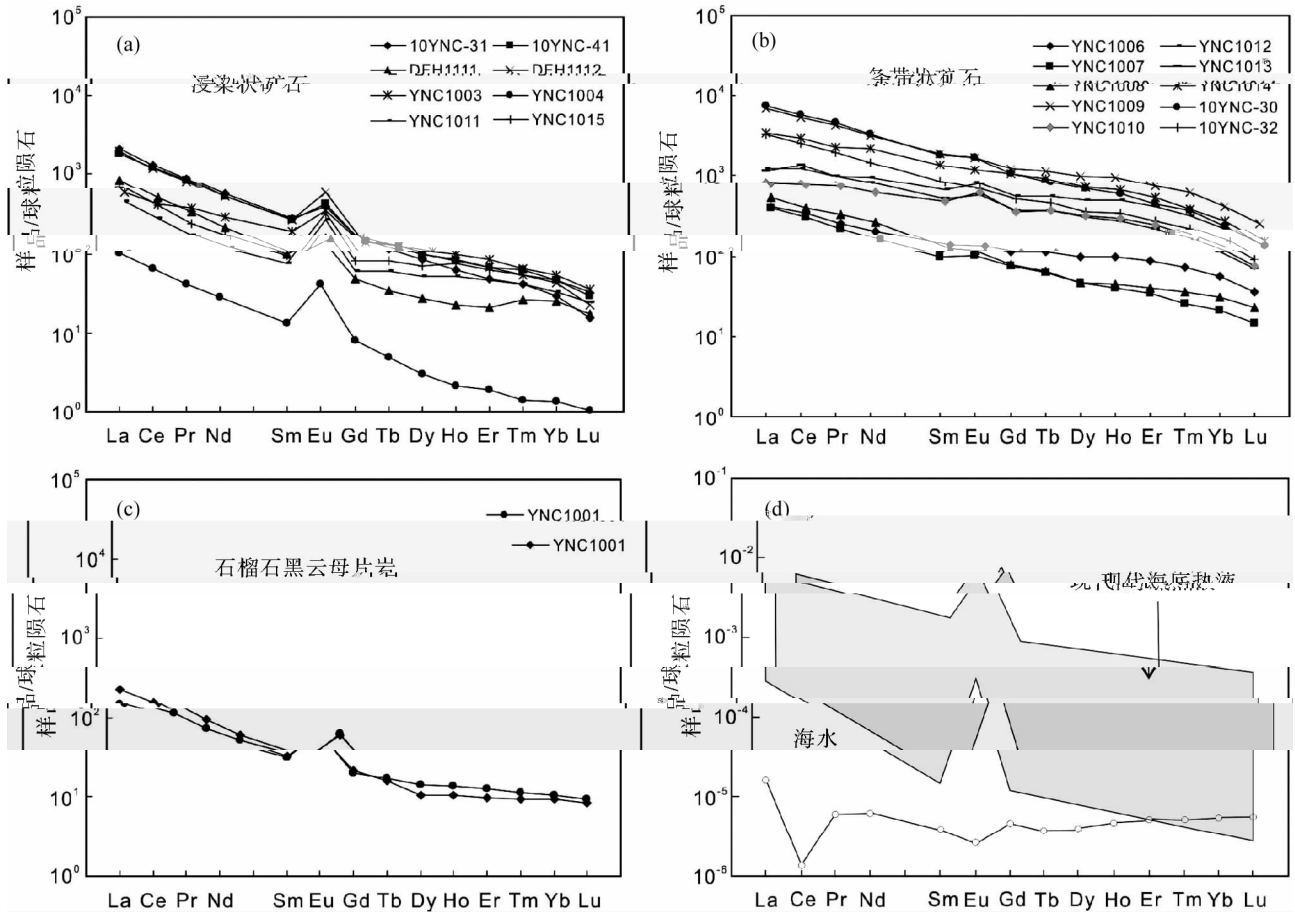 10^5
(a)
10YNC-31 10YNC-41
DEH1111 DEH1112
浸染状矿石
10^4
YNC1003 YNC1004
YNC1011 YNC1015
样品/球粒陨石
10^3
10^2
10^1
10^0
La Ce Pr Nd Sm Eu Gd Tb Dy Ho Er Tm Yb Lu
10^5
(b)
YNC1006 YNC1012
YNC1007 YNC1013
条带状矿石
YNC1008 YNC1014
10^4
YNC1009 10YNC-30
YNC1010 10YNC-32
样品/球粒陨石
10^3
10^2
10^1
10^0
La Ce Pr Nd Sm Eu Gd Tb Dy Ho Er Tm Yb Lu
10^5
(c)
YNC1001
YNC1001
10^4
石榴石黑云母片岩
样品/球粒陨石
10^3
10^2
10^1
10^0
La Ce Pr Nd Sm Eu Gd Tb Dy Ho Er Tm Yb Lu
10^-1
(d)
10^-2
现代海底热液
样品/球粒陨石
10^-3
10^-4
海水
10^-5
10^-6
La Ce Pr Nd Sm Eu Gd Tb Dy Ho Er Tm Yb Lu